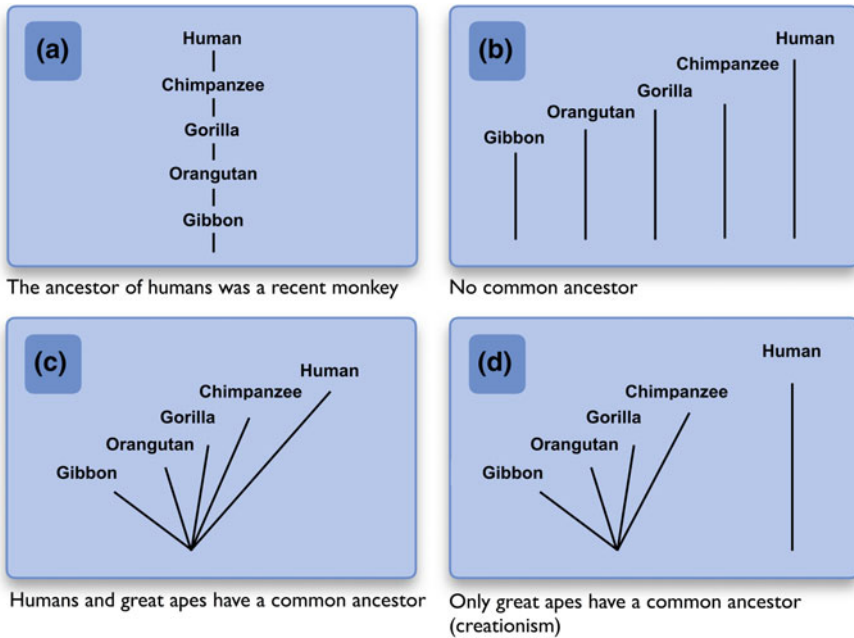 (a)
Human
Chimpanzee
Gorilla
Orangutan
Gibbon
The ancestor of humans was a recent monkey
(b)
Human
Chimpanzee
Gorilla
Orangutan
Gibbon
No common ancestor
(c)
Human
Chimpanzee
Gorilla
Orangutan
Gibbon
Humans and great apes have a common ancestor
(d)
Human
Chimpanzee
Gorilla
Orangutan
Gibbon
Only great apes have a common ancestor
(creationism)